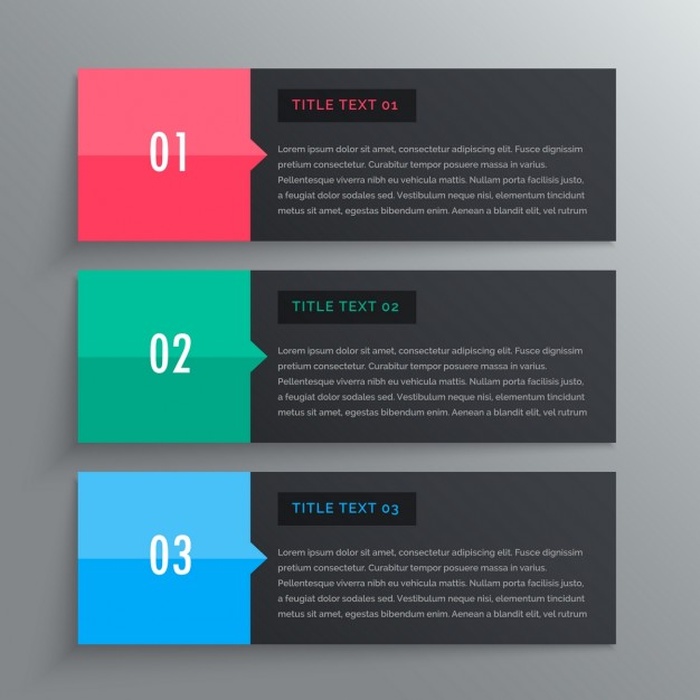 01
TITLE TEXT 01
Lorem ipsum dolor sit amet, consectetur adipiscing elit. Fusce dignissim
pretium consectetur. Curabitur tempor posuere massa in varius.
Pellentesque viverra nibh eu vehicula mattis. Nullam porta facilisis justo,
a feugiat dolor sodales sed. Vestibulum neque nisi, elementum tincidunt
metus sit amet, egestas bibendum enim. Aenean a blandit elit, vel rutrum
02
TITLE TEXT 02
Lorem ipsum dolor sit amet, consectetur adipiscing elit. Fusce dignissim
pretium consectetur. Curabitur tempor posuere massa in varius.
Pellentesque viverra nibh eu vehicula mattis. Nullam porta facilisis justo,
a feugiat dolor sodales sed. Vestibulum neque nisi, elementum tincidunt
metus sit amet, egestas bibendum enim. Aenean a blandit elit, vel rutrum
03
TITLE TEXT 03
Lorem ipsum dolor sit amet, consectetur adipiscing elit. Fusce dignissim
pretium consectetur. Curabitur tempor posuere massa in varius.
Pellentesque viverra nibh eu vehicula mattis. Nullam porta facilisis justo,
a feugiat dolor sodales sed. Vestibulum neque nisi, elementum tincidunt
metus sit amet, egestas bibendum enim. Aenean a blandit elit, vel rutrum